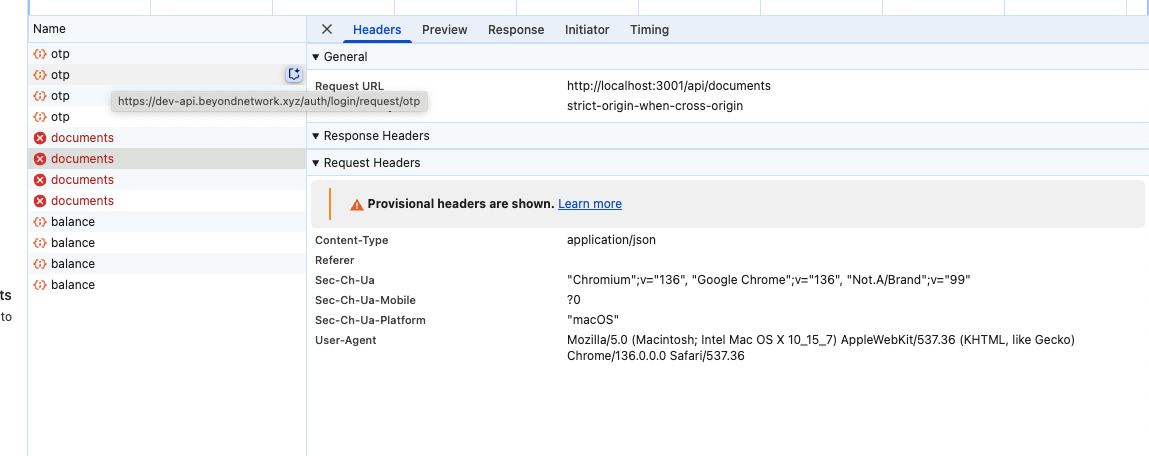 Name
× Headers Preview Response Initiator Timing
otp
otp
otp
otp
documents
documents
documents
documents
balance
balance
balance
balance
https://dev-api.beyondnetwork.xyz/auth/login/request/otp
ts
to
▼ General
Request URL http://localhost:3001/api/documents
strict-origin-when-cross-origin
▼ Response Headers
▼ Request Headers
Provisional headers are shown. Learn more
Content-Type application/json
Referer
Sec-Ch-Ua "Chromium";v="136", "Google Chrome";v="136", "Not.A/Brand";v="99"
Sec-Ch-Ua-Mobile ?0
Sec-Ch-Ua-Platform "macOS"
User-Agent Mozilla/5.0 (Macintosh; Intel Mac OS X 10_15_7) AppleWebKit/537.36 (KHTML, like Gecko)
Chrome/136.0.0.0 Safari/537.36